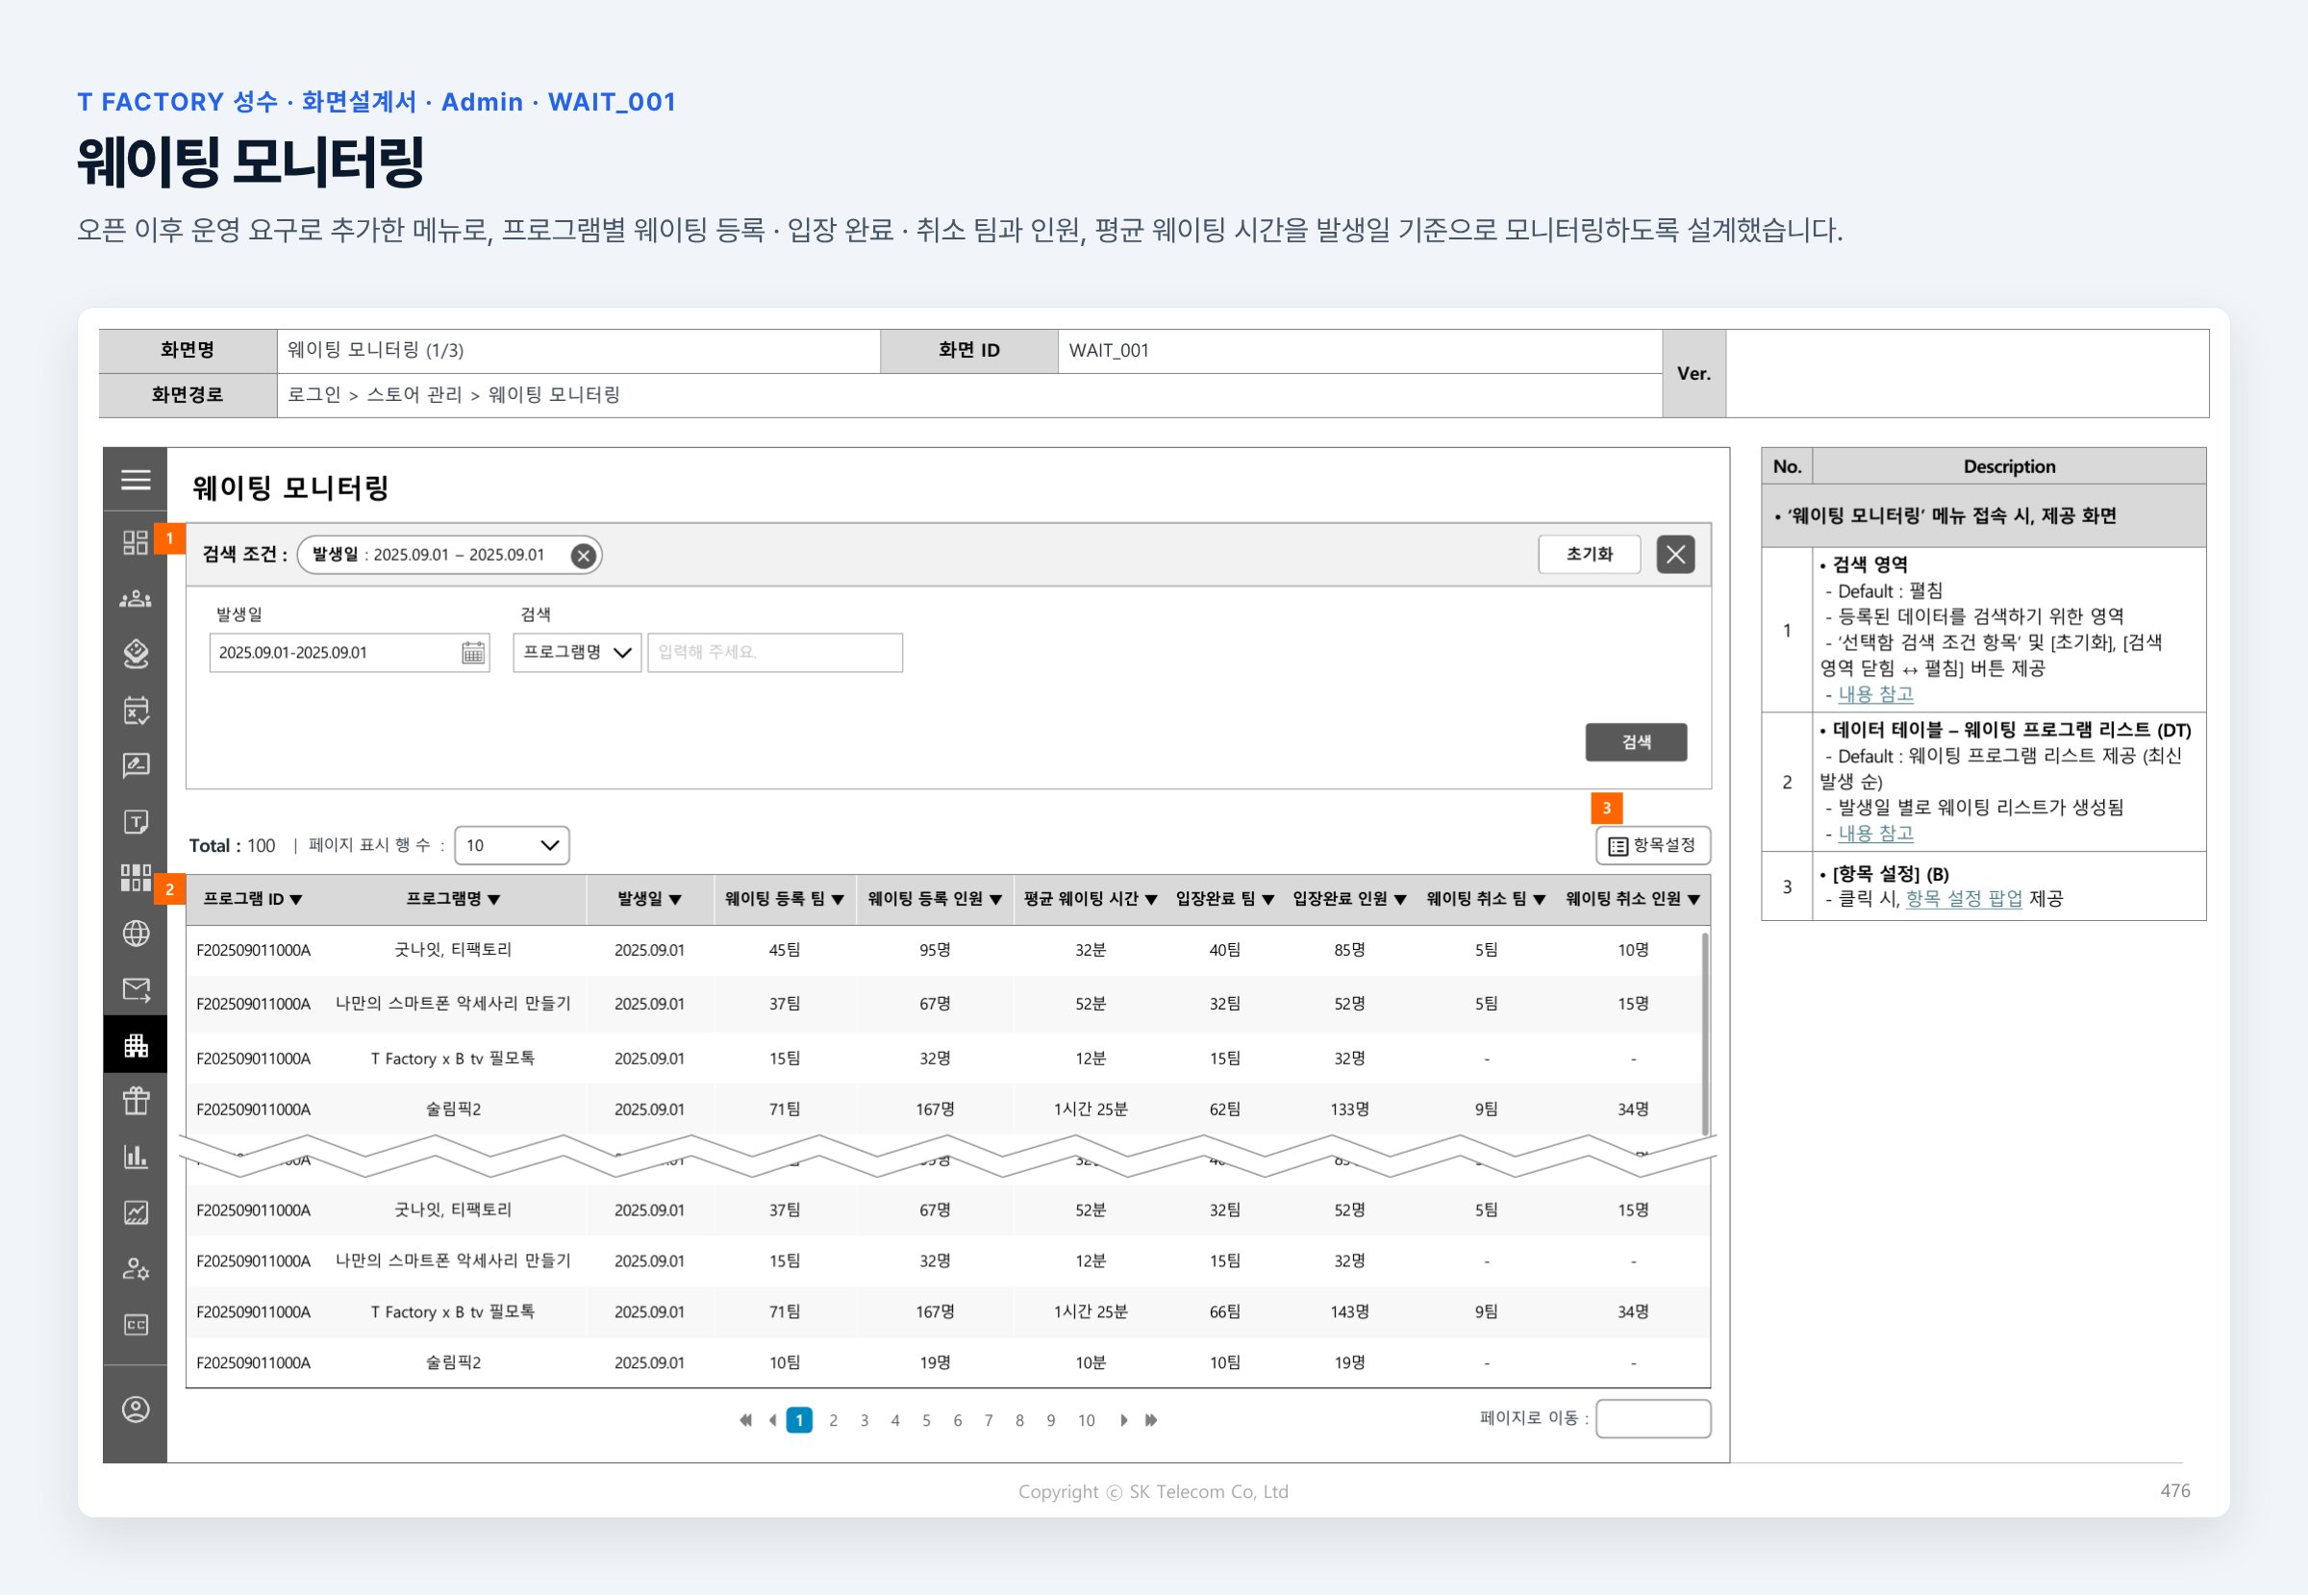 T FACTORY 성수 · 화면설계서 · Admin · WAIT_001
웨이팅 모니터링
오픈 이후 운영 요구로 추가한 메뉴로, 프로그램별 웨이팅 등록 · 입장 완료 · 취소 팀과 인원, 평균 웨이팅 시간을 발생일 기준으로 모니터링하도록 설계했습니다.
화면명 웨이팅 모니터링 (1/3) 화면 ID WAIT_001 Ver.
화면경로 로그인 > 스토어 관리 > 웨이팅 모니터링
웨이팅 모니터링
1
검색 조건 : 발생일 : 2025.09.01 – 2025.09.01 초기화
발생일 검색
2025.09.01-2025.09.01 프로그램명 입력해 주세요.
검색
3
Total : 100 | 페이지 표시 행 수 : 10 항목설정
2
프로그램 ID ▼ 프로그램명 ▼ 발생일 ▼ 웨이팅 등록 팀 ▼ 웨이팅 등록 인원 ▼ 평균 웨이팅 시간 ▼ 입장완료 팀 ▼ 입장완료 인원 ▼ 웨이팅 취소 팀 ▼ 웨이팅 취소 인원 ▼
F202509011000A 굿나잇, 티팩토리 2025.09.01 45팀 95명 32분 40팀 85명 5팀 10명
F202509011000A 나만의 스마트폰 악세사리 만들기 2025.09.01 37팀 67명 52분 32팀 52명 5팀 15명
F202509011000A T Factory x B tv 필모톡 2025.09.01 15팀 32명 12분 15팀 32명 - -
F202509011000A 술림픽2 2025.09.01 71팀 167명 1시간 25분 62팀 133명 9팀 34명
F202509011000A 굿나잇, 티팩토리 2025.09.01 37팀 67명 52분 32팀 52명 5팀 15명
F202509011000A 나만의 스마트폰 악세사리 만들기 2025.09.01 15팀 32명 12분 15팀 32명 - -
F202509011000A T Factory x B tv 필모톡 2025.09.01 71팀 167명 1시간 25분 66팀 143명 9팀 34명
F202509011000A 술림픽2 2025.09.01 10팀 19명 10분 10팀 19명 - -
1 2 3 4 5 6 7 8 9 10 페이지로 이동 :
No. Description
• ‘웨이팅 모니터링’ 메뉴 접속 시, 제공 화면
1
• 검색 영역
- Default : 펼침
- 등록된 데이터를 검색하기 위한 영역
- ‘선택함 검색 조건 항목’ 및 [초기화], [검색
영역 닫힘 ↔ 펼침] 버튼 제공
- 내용 참고
2
• 데이터 테이블 – 웨이팅 프로그램 리스트 (DT)
- Default : 웨이팅 프로그램 리스트 제공 (최신
발생 순)
- 발생일 별로 웨이팅 리스트가 생성됨
- 내용 참고
3
• [항목 설정] (B)
- 클릭 시, 항목 설정 팝업 제공
Copyright ⓒ SK Telecom Co, Ltd
476